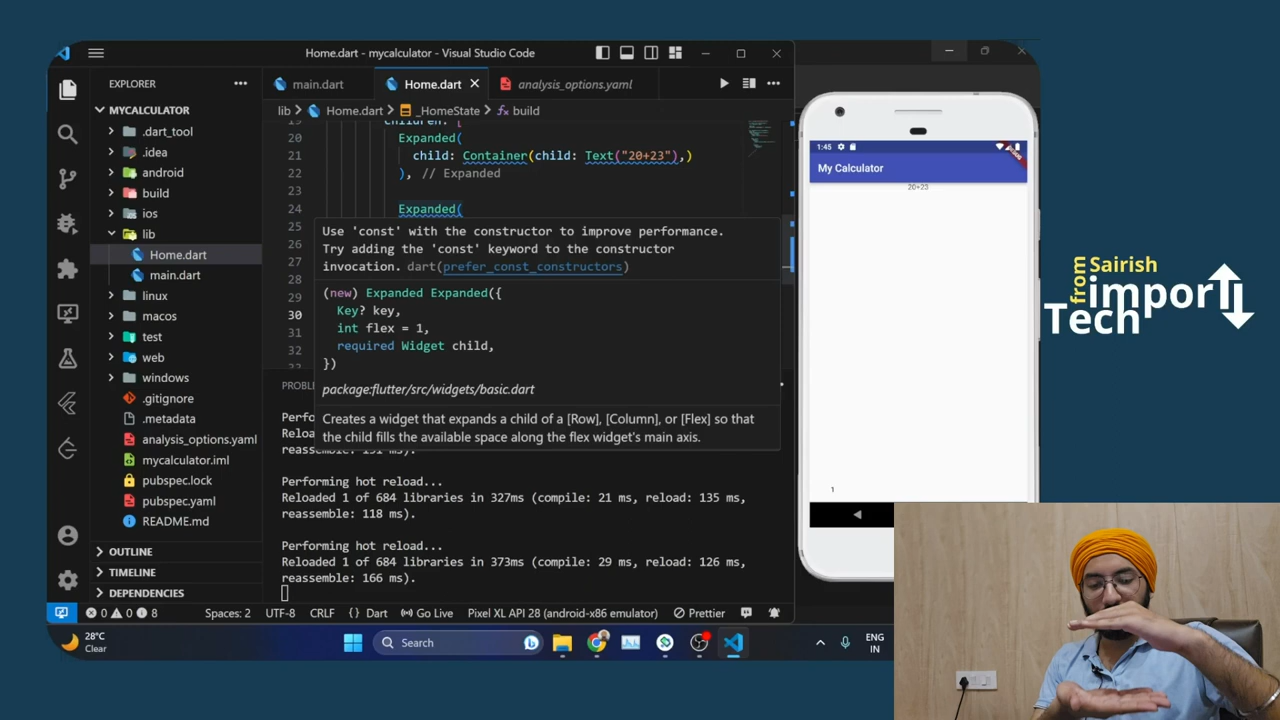 Home.dart - mycalculator - Visual Studio Code
EXPLORER
main.dart
Home.dart
analysis_options.yaml
MYCALCULATOR
.dart_tool
.idea
android
build
ios
lib
Home.dart
main.dart
linux
macos
test
web
windows
.gitignore
.metadata
analysis_options.yaml
mycalculator.iml
pubspec.lock
pubspec.yaml
README.md
OUTLINE
TIMELINE
DEPENDENCIES
lib > Home.dart > _HomeState > build
children: [
20 Expanded(
21 child: Container(child: Text("20+23"),)
22 ), // Expanded
23
24 Expanded(
25
26
27
28
29
30
31
32
Use 'const' with the constructor to improve performance.
Try adding the 'const' keyword to the constructor
invocation. dart(prefer_const_constructors)
(new) Expanded Expanded({
Key? key,
int flex = 1,
required Widget child,
})
package:flutter/src/widgets/basic.dart
Creates a widget that expands a child of a [Row], [Column], or [Flex] so that
the child fills the available space along the flex widget's main axis.
Performing hot reload...
Reloaded 1 of 684 libraries in 327ms (compile: 21 ms, reload: 135 ms,
reassemble: 118 ms).
Performing hot reload...
Reloaded 1 of 684 libraries in 373ms (compile: 29 ms, reload: 126 ms,
reassemble: 166 ms).
0 0 8
Spaces: 2
UTF-8
CRLF
{ } Dart
Go Live
Pixel XL API 28 (android-x86 emulator)
Prettier
28°C
Clear
Search
ENG
IN
1:45
My Calculator
20+23
1
from Sairish
import
Tech